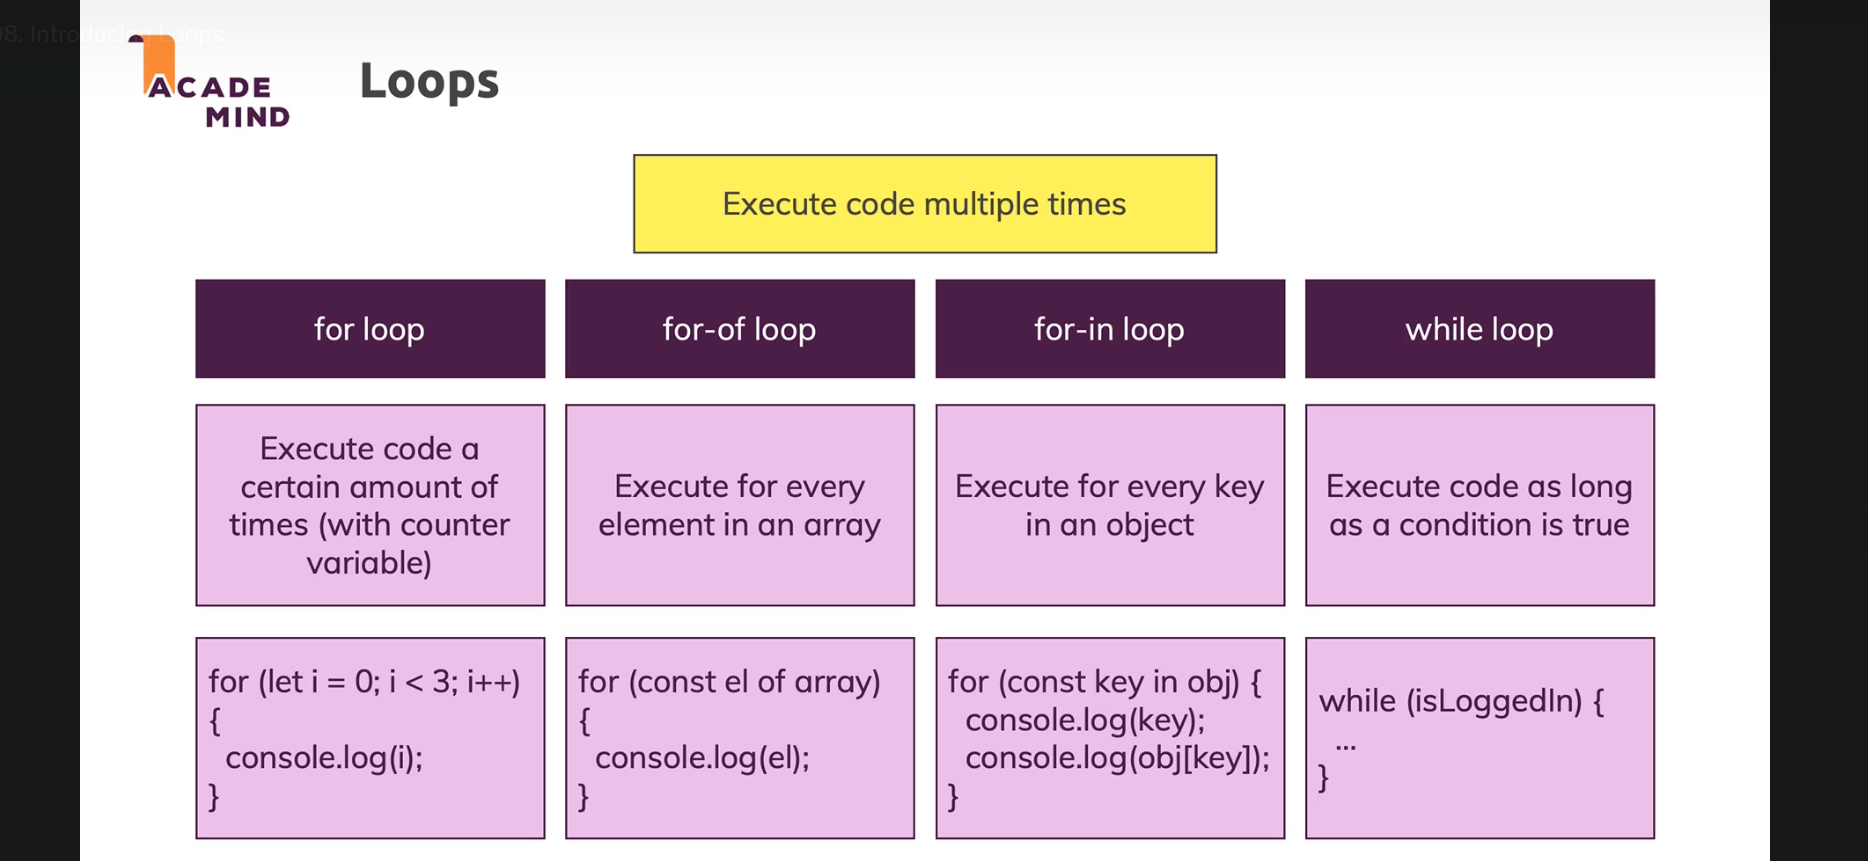 98. Introducing Loops
ACADE
MIND
Loops
Execute code multiple times
for loop
for-of loop
for-in loop
while loop
Execute code a
certain amount of
times (with counter
variable)
Execute for every
element in an array
Execute for every key
in an object
Execute code as long
as a condition is true
for (let i = 0; i < 3; i++)
{
console.log(i);
}
for (const el of array)
{
console.log(el);
}
for (const key in obj) {
console.log(key);
console.log(obj[key]);
}
while (isLoggedIn) {
...
}